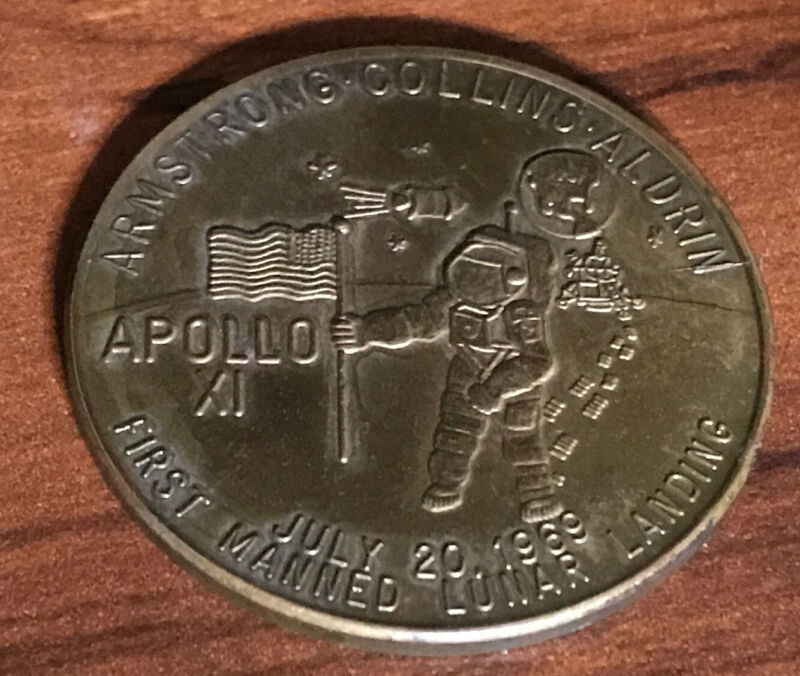 ARMSTRONG · COLLINS · ALDRIN
APOLLO
XI
JULY 20, 1969
FIRST MANNED LUNAR LANDING